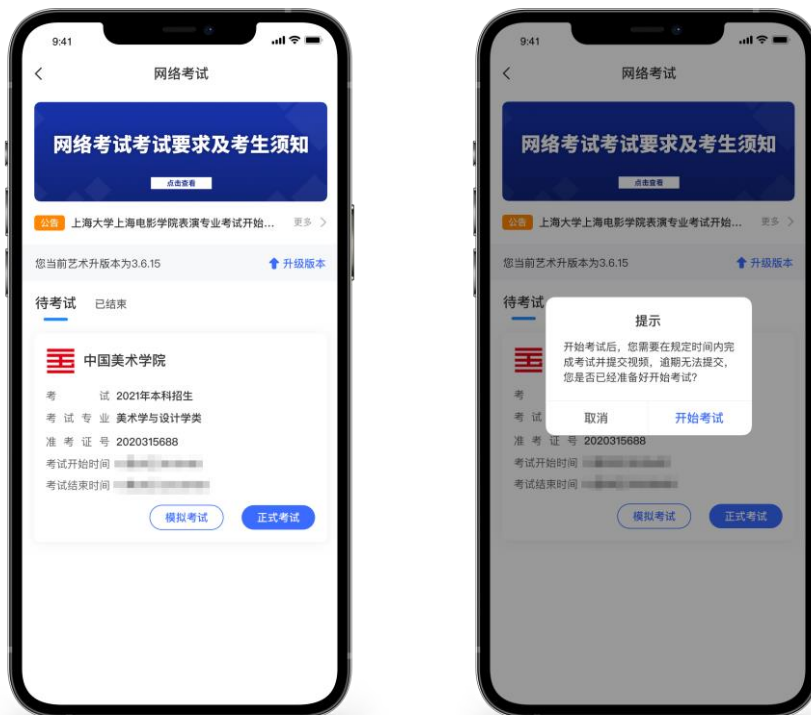 9:41
网络考试
网络考试考试要求及考生须知
点击查看
公告 上海大学上海电影学院表演专业考试开始... 更多
您当前艺术升版本为3.6.15 升级版本
待考试 已结束
中国美术学院
考 试 2021年本科招生
考试专业 美术学与设计学类
准考证号 2020315688
考试开始时间
考试结束时间
模拟考试 正式考试
9:41
网络考试
网络考试考试要求及考生须知
点击查看
公告 上海大学上海电影学院表演专业考试开始... 更多
您当前艺术升版本为3.6.15 升级版本
待考试
提示
开始考试后，您需要在规定时间内完
成考试并提交视频，逾期无法提交，
您是否已经准备好开始考试？
取消 开始考试
考
考试
准考证号 2020315688
考试开始时间
考试结束时间
模拟考试 正式考试